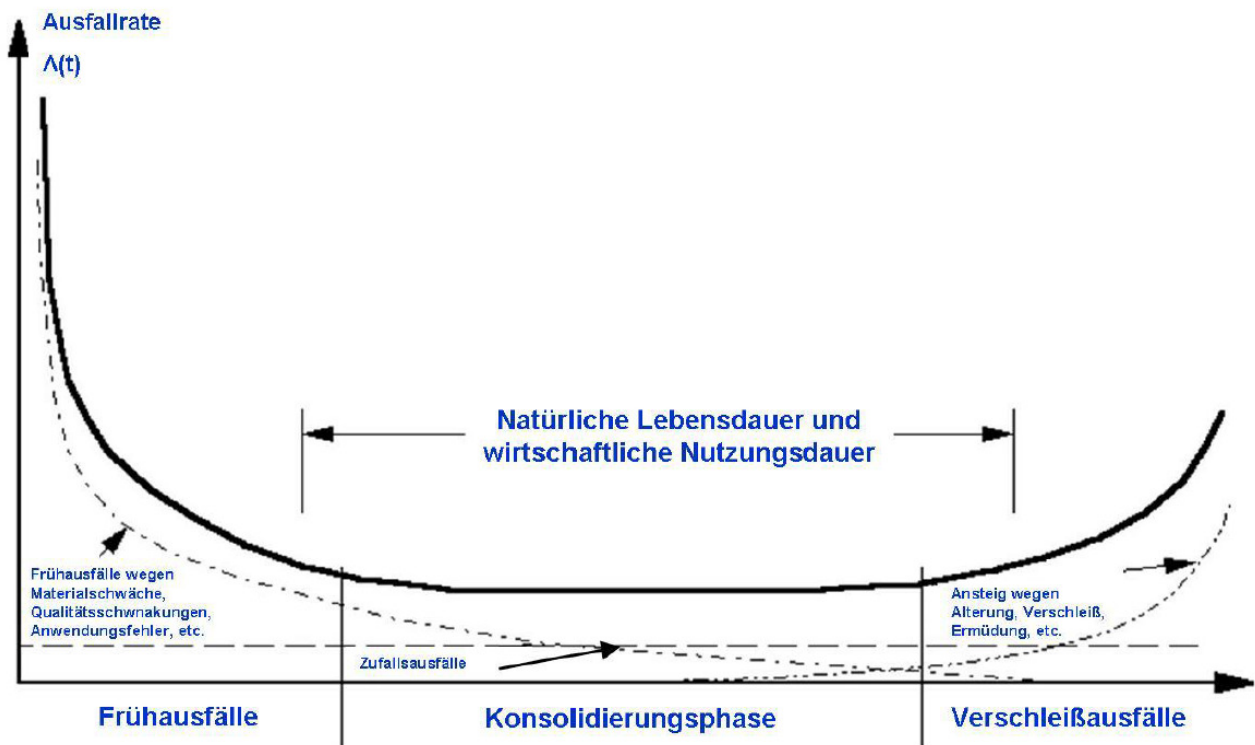 Ausfallrate
Λ(t)
Natürliche Lebensdauer und
wirtschaftliche Nutzungsdauer
Frühausfälle wegen
Materialschwäche,
Qualitätsschwnakungen,
Anwendungsfehler, etc.
Ansteig wegen
Alterung, Verschleiß,
Ermüdung, etc.
Zufallsausfälle
Frühausfälle
Konsolidierungsphase
Verschleißausfälle